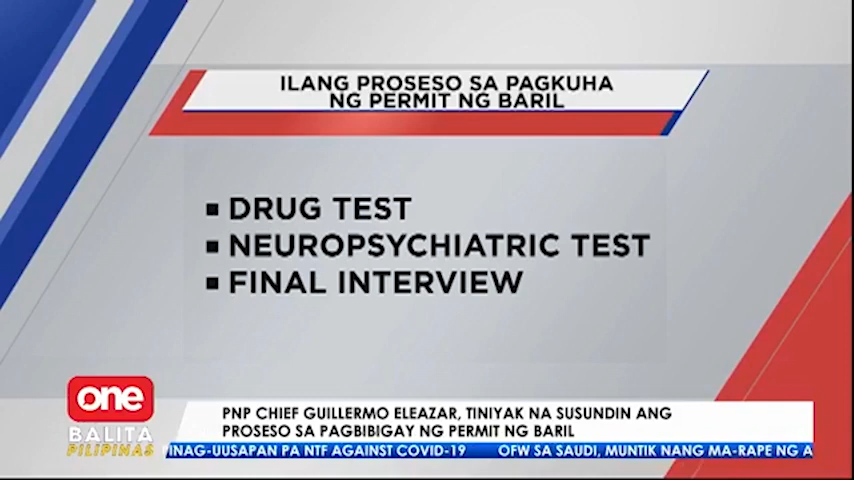 ILANG PROSESO SA PAGKUHA
NG PERMIT NG BARIL
▪ DRUG TEST
▪ NEUROPSYCHIATRIC TEST
▪ FINAL INTERVIEW
one
BALITA
PILIPINAS
PNP CHIEF GUILLERMO ELEAZAR, TINIYAK NA SUSUNDIN ANG
PROSESO SA PAGBIBIGAY NG PERMIT NG BARIL
PINAG-UUSAPAN PA NTF AGAINST COVID-19 OFW SA SAUDI, MUNTIK NANG MA-RAPE NG A